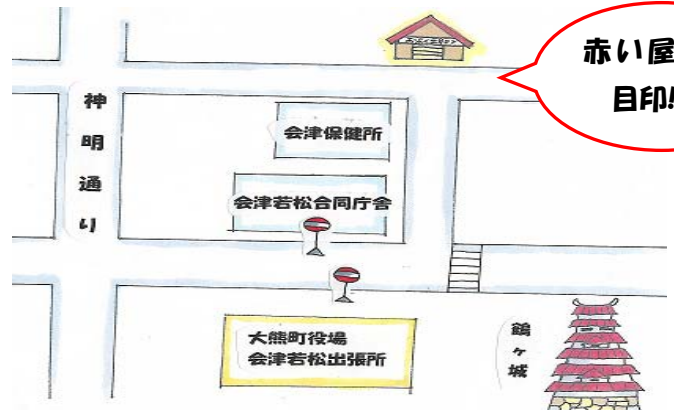 赤い屋
目印!
神明通り
会津保健所
会津若松合同庁舎
大熊町役場
会津若松出張所
鶴ヶ城